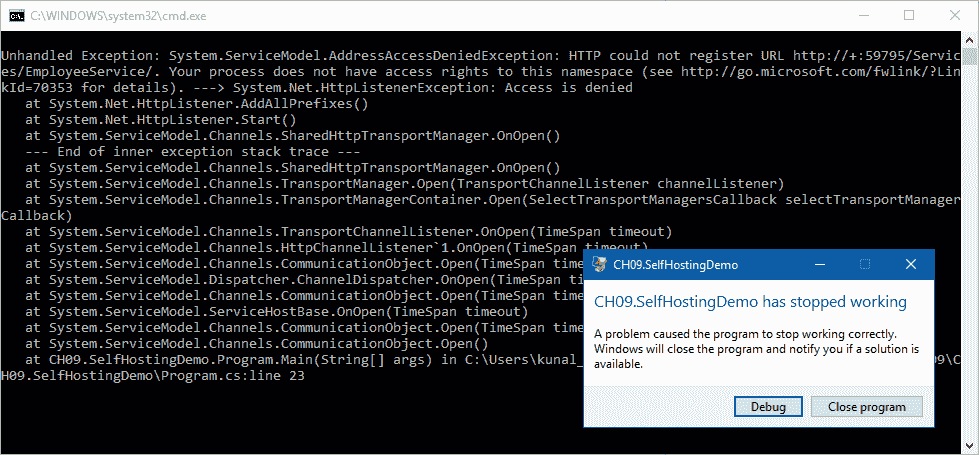 C:\WINDOWS\system32\cmd.exe
Unhandled Exception: System.ServiceModel.AddressAccessDeniedException: HTTP could not register URL http://+:59795/Servic
es/EmployeeService/. Your process does not have access rights to this namespace (see http://go.microsoft.com/fwlink/?Lin
kId=70353 for details). ---> System.Net.HttpListenerException: Access is denied
at System.Net.HttpListener.AddAllPrefixes()
at System.Net.HttpListener.Start()
at System.ServiceModel.Channels.SharedHttpTransportManager.OnOpen()
--- End of inner exception stack trace ---
at System.ServiceModel.Channels.SharedHttpTransportManager.OnOpen()
at System.ServiceModel.Channels.TransportManager.Open(TransportChannelListener channelListener)
at System.ServiceModel.Channels.TransportManagerContainer.Open(SelectTransportManagersCallback selectTransportManager
Callback)
at System.ServiceModel.Channels.TransportChannelListener.OnOpen(TimeSpan timeout)
at System.ServiceModel.Channels.HttpChannelListener`1.OnOpen(TimeSpan timeout)
at System.ServiceModel.Channels.CommunicationObject.Open(TimeSpan time
at System.ServiceModel.Dispatcher.ChannelDispatcher.OnOpen(TimeSpan ti
at System.ServiceModel.Channels.CommunicationObject.Open(TimeSpan time
at System.ServiceModel.ServiceHostBase.OnOpen(TimeSpan timeout)
at System.ServiceModel.Channels.CommunicationObject.Open(TimeSpan time
at System.ServiceModel.Channels.CommunicationObject.Open()
at CH09.SelfHostingDemo.Program.Main(String[] args) in C:\Users\kunal_ 9\C
H09.SelfHostingDemo\Program.cs:line 23
CH09.SelfHostingDemo
CH09.SelfHostingDemo has stopped working
A problem caused the program to stop working correctly.
Windows will close the program and notify you if a solution is
available.
Debug
Close program